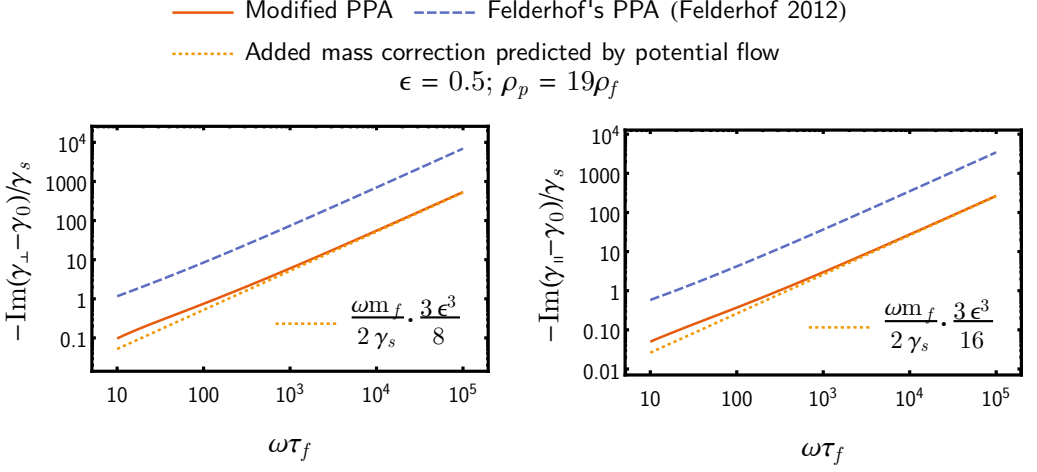 Modified PPA Felderhof's PPA (Felderhof 2012)
Added mass correction predicted by potential flow
ϵ = 0.5; ρ_p = 19ρ_f
−Im(γ_⊥−γ_0)/γ_s
10^4
1000
100
10
1
0.1
ωm_f/2γ_s · 3ϵ^3/8
10 100 10^3 10^4 10^5
ωτ_f
−Im(γ_∥−γ_0)/γ_s
10^4
1000
100
10
1
0.10
0.01
ωm_f/2γ_s · 3ϵ^3/16
10 100 10^3 10^4 10^5
ωτ_f